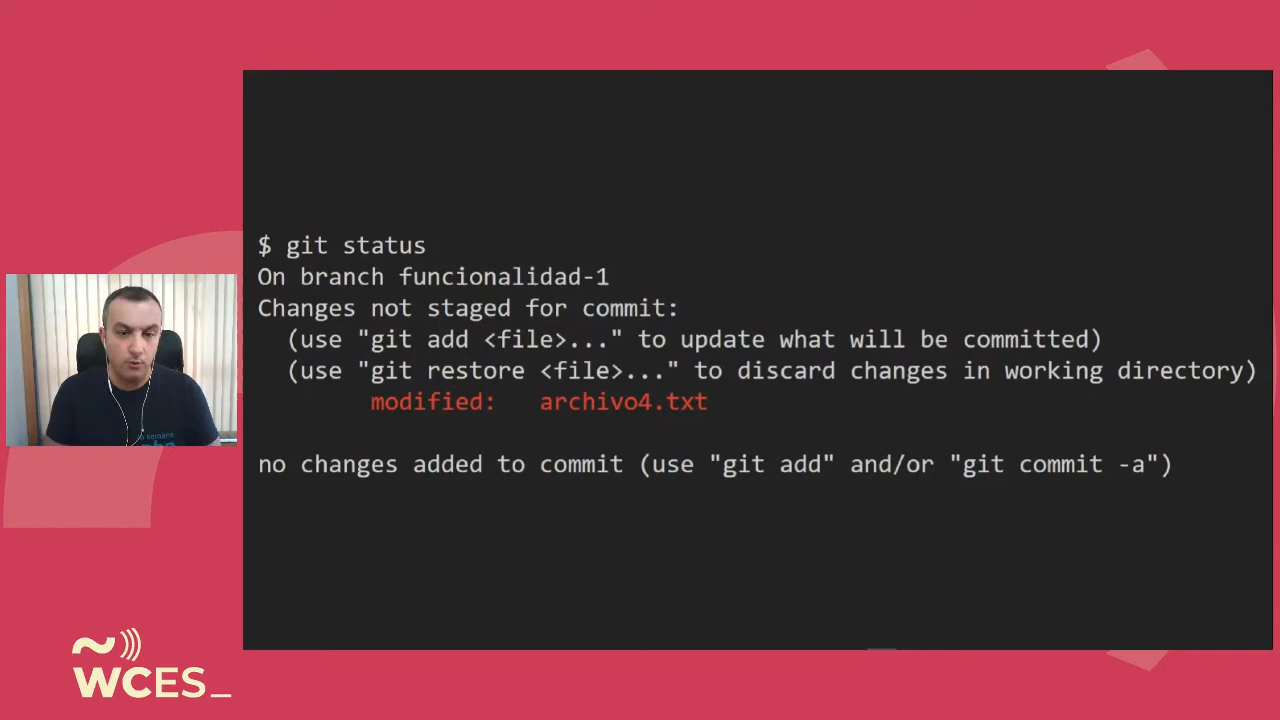 $ git status
On branch funcionalidad-1
Changes not staged for commit:
(use "git add <file>..." to update what will be committed)
(use "git restore <file>..." to discard changes in working directory)
modified: archivo4.txt
no changes added to commit (use "git add" and/or "git commit -a")
semana
php
WCES_